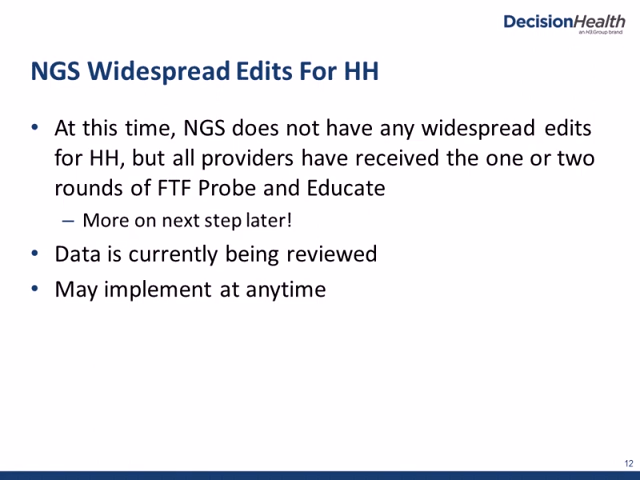 DecisionHealth
an H3.Group brand
NGS Widespread Edits For HH
• At this time, NGS does not have any widespread edits
for HH, but all providers have received the one or two
rounds of FTF Probe and Educate
– More on next step later!
• Data is currently being reviewed
• May implement at anytime
12